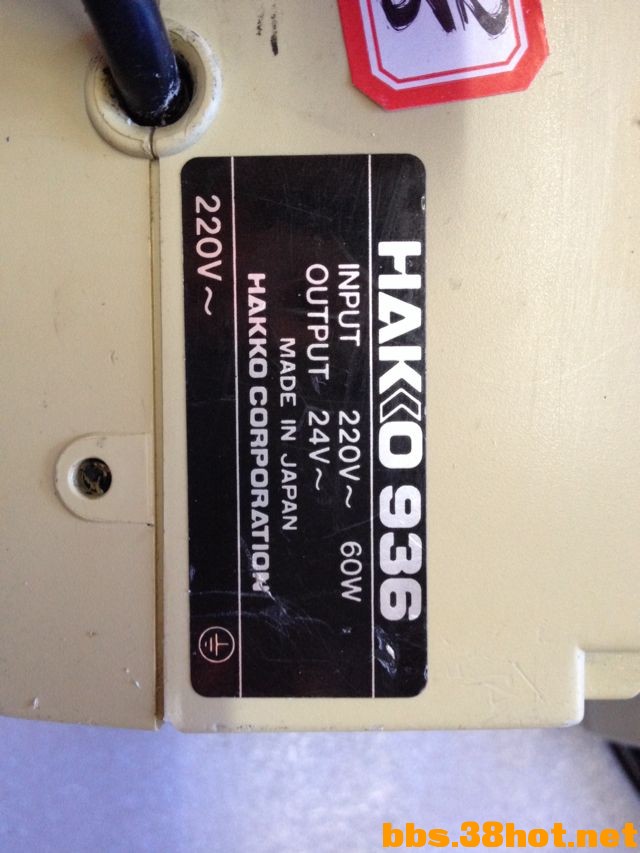 HAKKO 936
INPUT 220V～ 60W
OUTPUT 24V～
MADE IN JAPAN
HAKKO CORPORATION
220V～
bbs.38hot.net